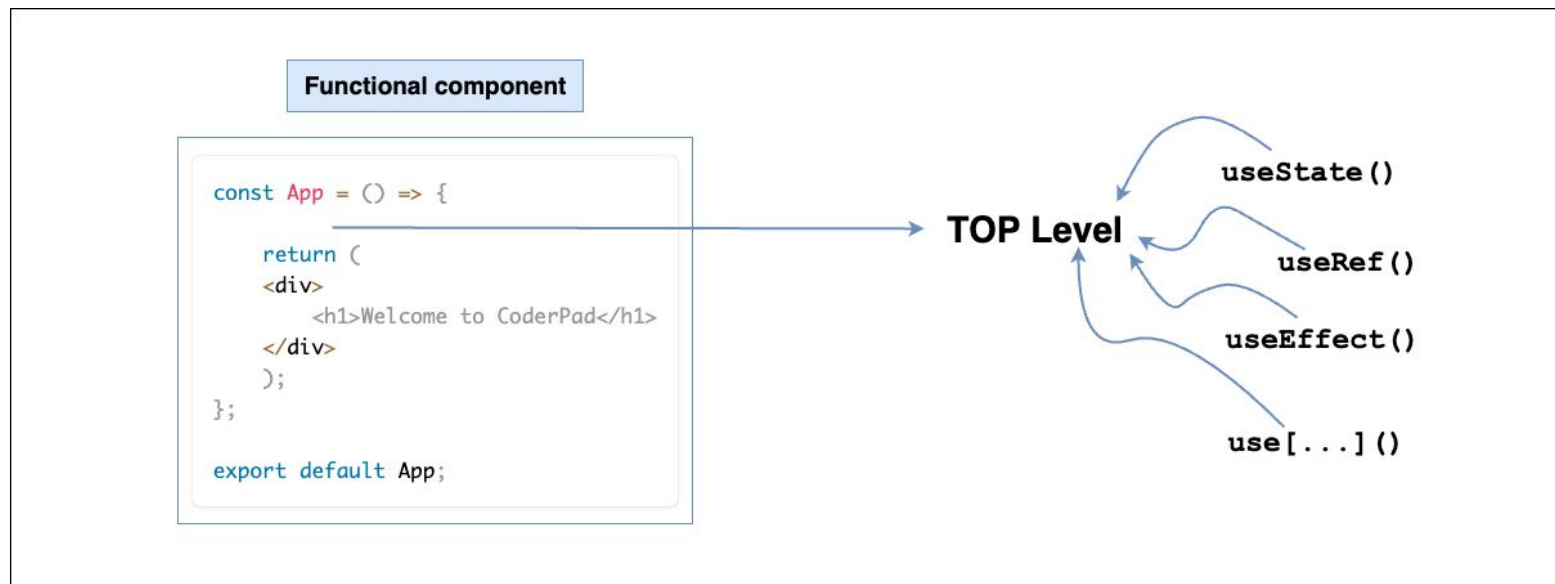 Functional component
const App = () => {
return (
<div>
<h1>Welcome to CoderPad</h1>
</div>
);
};
export default App;
TOP Level
useState()
useRef()
useEffect()
use[...]()